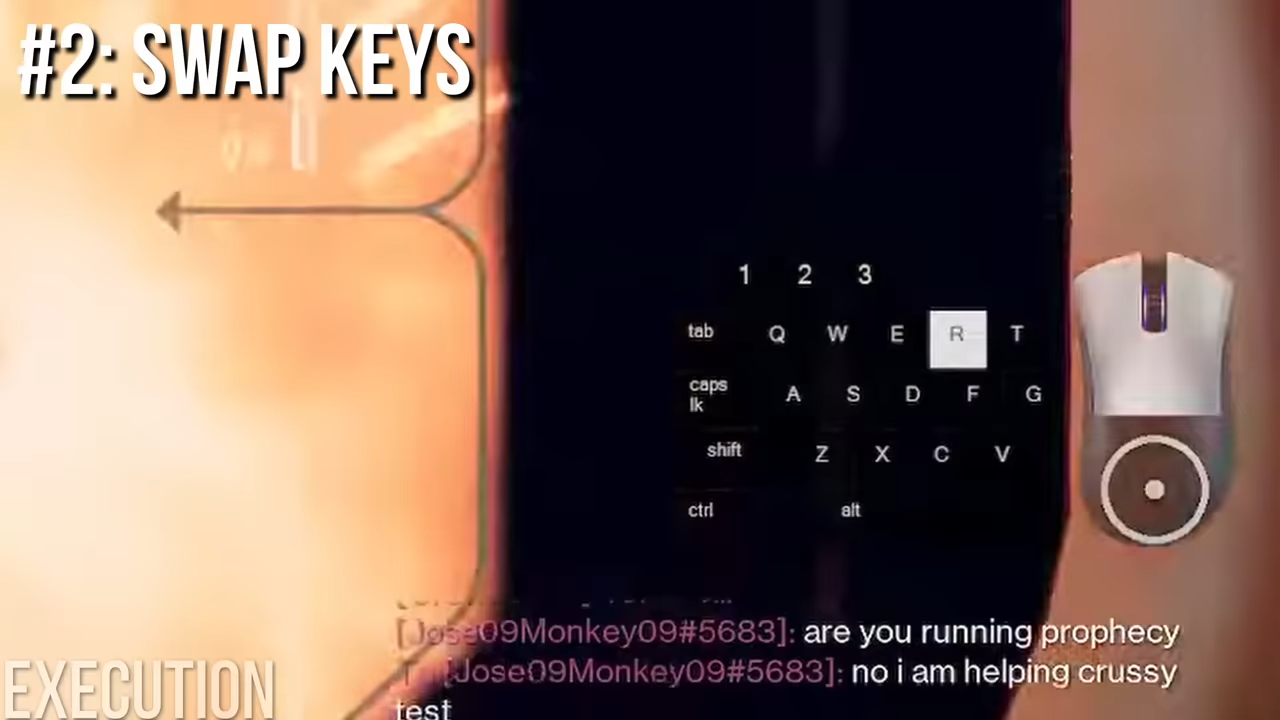 #2: SWAP KEYS
1 2 3
tab Q W E R T
caps lk A S D F G
shift Z X C V
ctrl alt
[Jose09Monkey09#5683]: are you running prophecy
[Jose09Monkey09#5683]: no i am helping crussy
test
EXECUTION